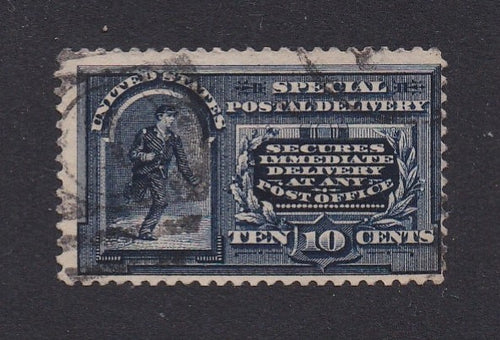 UNITED STATES
SPECIAL
POSTAL DELIVERY
SECURES
IMMEDIATE
DELIVERY
AT ANY
POST OFFICE
TEN 10 CENTS